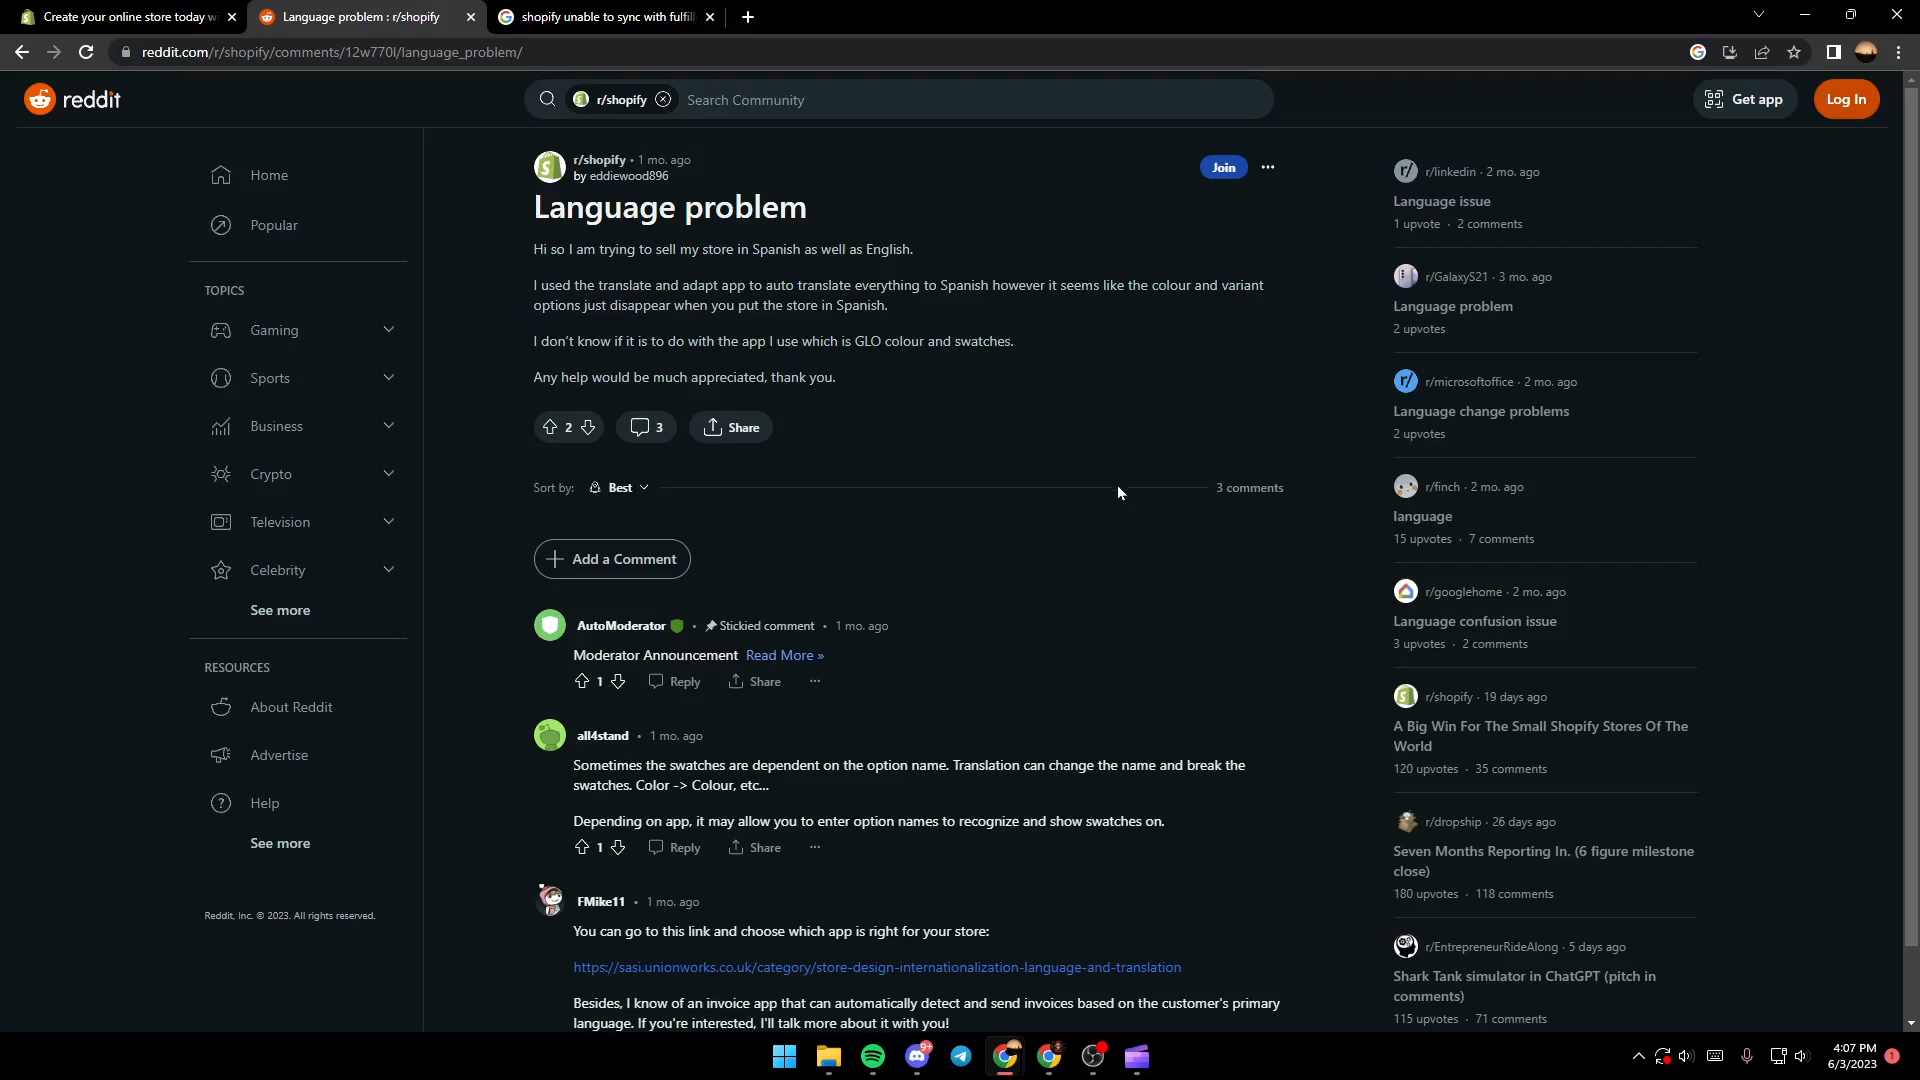 Create your online store today w
Language problem : r/shopify
shopify unable to sync with fulfill
reddit.com/r/shopify/comments/12w770l/language_problem/
reddit
r/shopify
Search Community
Get app
Log In
Home
Popular
TOPICS
Gaming
Sports
Business
Crypto
Television
Celebrity
See more
RESOURCES
About Reddit
Advertise
Help
See more
Reddit, Inc. © 2023. All rights reserved.
r/shopify • 1 mo. ago
by eddiewood896
Join
Language problem
Hi so I am trying to sell my store in Spanish as well as English.
I used the translate and adapt app to auto translate everything to Spanish however it seems like the colour and variant
options just disappear when you put the store in Spanish.
I don't know if it is to do with the app I use which is GLO colour and swatches.
Any help would be much appreciated, thank you.
2
3
Share
Sort by: Best
3 comments
Add a Comment
AutoModerator • Stickied comment • 1 mo. ago
Moderator Announcement Read More »
1 Reply Share
all4stand • 1 mo. ago
Sometimes the swatches are dependent on the option name. Translation can change the name and break the
swatches. Color -> Colour, etc...
Depending on app, it may allow you to enter option names to recognize and show swatches on.
1 Reply Share
FMike11 • 1 mo. ago
You can go to this link and choose which app is right for your store:
https://sasi.unionworks.co.uk/category/store-design-internationalization-language-and-translation
Besides, I know of an invoice app that can automatically detect and send invoices based on the customer's primary
language. If you're interested, I'll talk more about it with you!
r/linkedin · 2 mo. ago
Language issue
1 upvote · 2 comments
r/GalaxyS21 · 3 mo. ago
Language problem
2 upvotes
r/microsoftoffice · 2 mo. ago
Language change problems
2 upvotes
r/finch · 2 mo. ago
language
15 upvotes · 7 comments
r/googlehome · 2 mo. ago
Language confusion issue
3 upvotes · 2 comments
r/shopify · 19 days ago
A Big Win For The Small Shopify Stores Of The
World
120 upvotes · 35 comments
r/dropship · 26 days ago
Seven Months Reporting In. (6 figure milestone
close)
180 upvotes · 118 comments
r/EntrepreneurRideAlong · 5 days ago
Shark Tank simulator in ChatGPT (pitch in
comments)
115 upvotes · 71 comments
9+
4:07 PM
6/3/2023
1